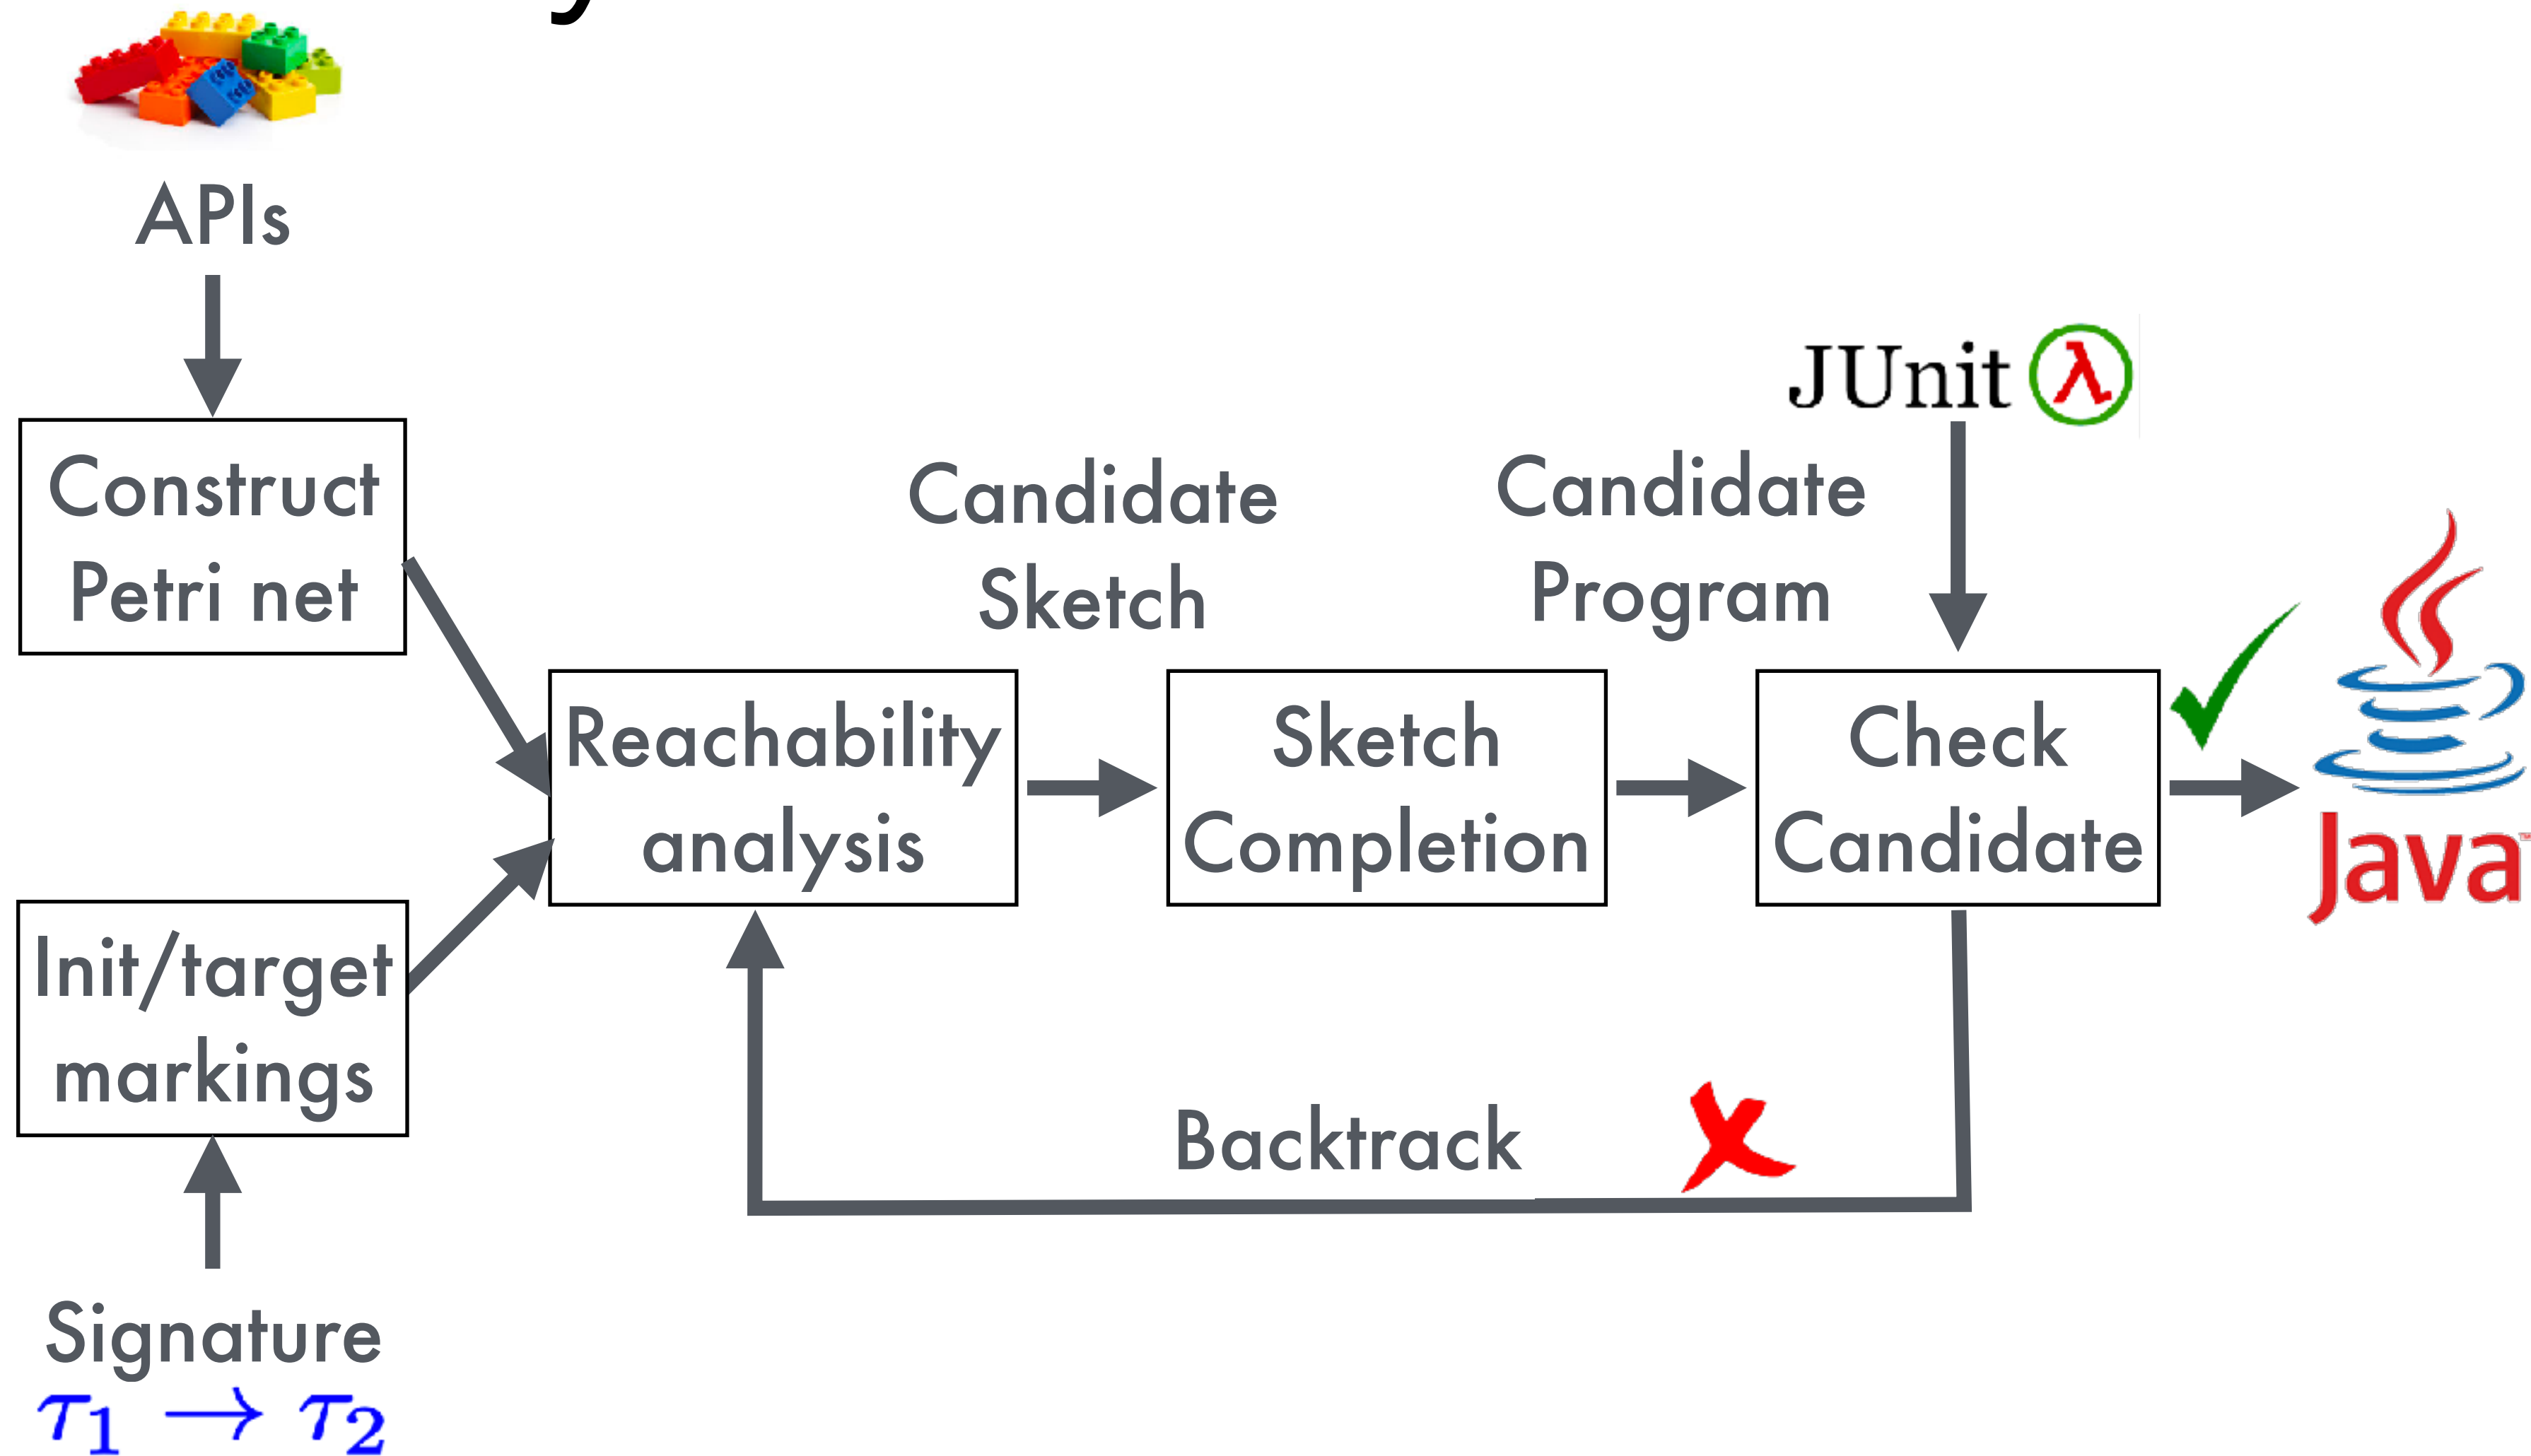 APIs
Construct
Petri net
Init/target
markings
Signature
τ₁ → τ₂
Reachability
analysis
Candidate
Sketch
Sketch
Completion
Candidate
Program
JUnit λ
Check
Candidate
Backtrack
Java™